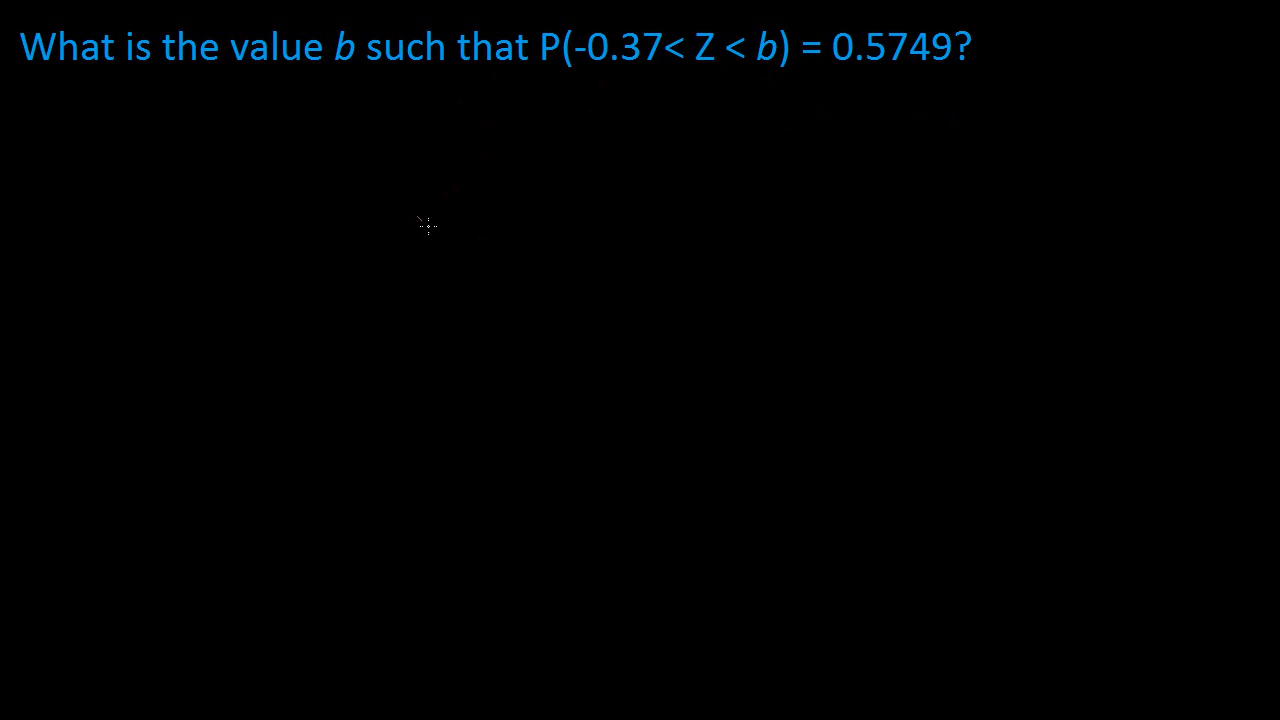 What is the value b such that P(-0.37< Z < b) = 0.5749?